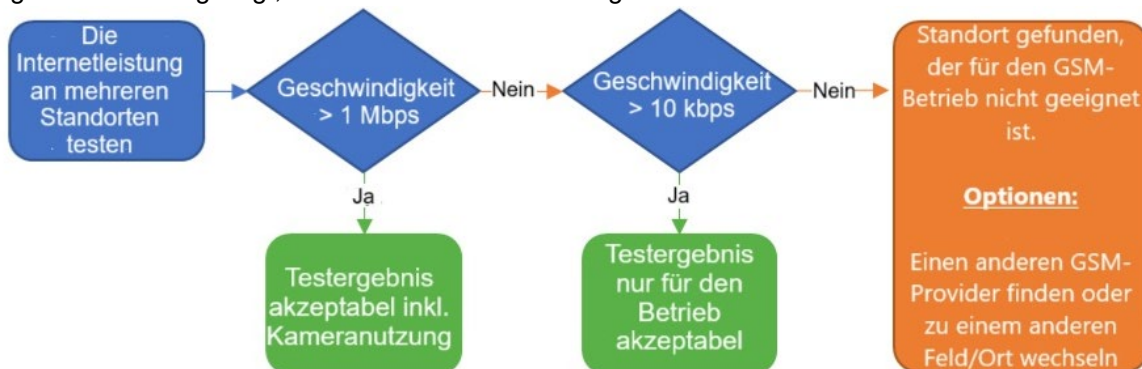 Die
Internetleistung
an mehreren
Standorten
testen
Geschwindigkeit
> 1 Mbps
Nein
Geschwindigkeit
> 10 kbps
Nein
Standort gefunden,
der für den GSM-
Betrieb nicht geeignet
ist.
Optionen:
Einen anderen GSM-
Provider finden oder
zu einem anderen
Feld/Ort wechseln
Ja
Testergebnis
akzeptabel inkl.
Kameranutzung
Ja
Testergebnis
nur für den
Betrieb
akzeptabel